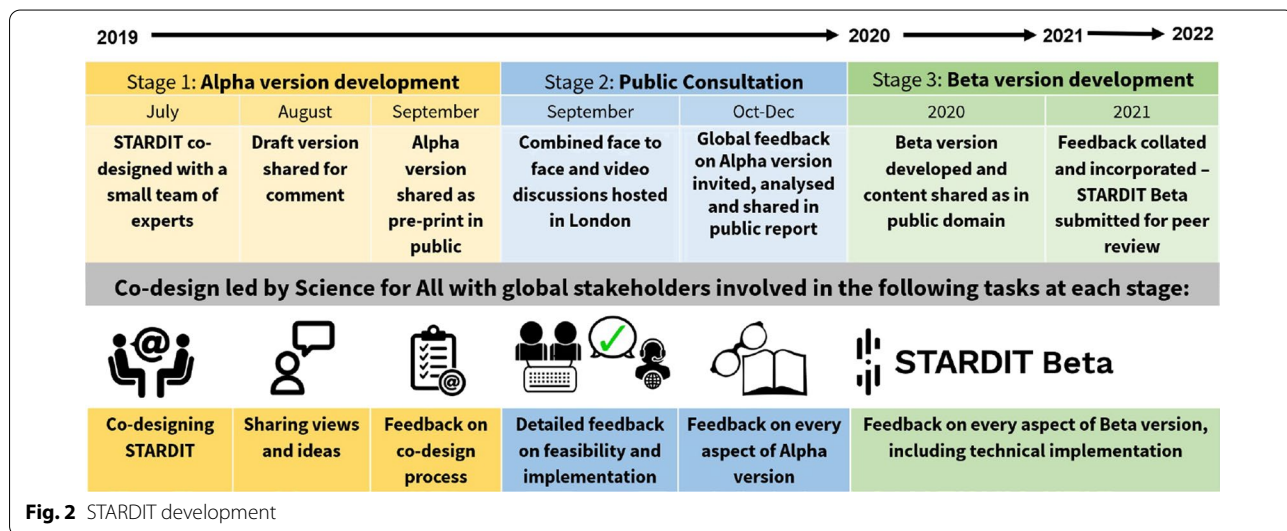 2019 2020 2021 2022
Stage 1: Alpha version development
Stage 2: Public Consultation
Stage 3: Beta version development
July
August
September
September
Oct-Dec
2020
2021
STARDIT co-
designed with a
small team of
experts
Draft version
shared for
comment
Alpha
version
shared as
pre-print in
public
Combined face to
face and video
discussions hosted
in London
Global feedback
on Alpha version
invited, analysed
and shared in
public report
Beta version
developed and
content shared as in
public domain
Feedback collated
and incorporated –
STARDIT Beta
submitted for peer
review
Co-design led by Science for All with global stakeholders involved in the following tasks at each stage:
@
@
STARDIT Beta
Co-designing
STARDIT
Sharing views
and ideas
Feedback on
co-design
process
Detailed feedback
on feasibility and
implementation
Feedback on every
aspect of Alpha
version
Feedback on every aspect of Beta version,
including technical implementation
Fig. 2 STARDIT development